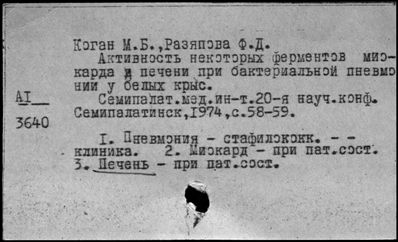 Коган М.Б.,Разяпова Ф.Д.
Активность некоторых ферментов мио-
карда и печени при бактериальной пневмо
нии у белых крыс.
АI
Семипалат.мед.ин-т.20-я науч.конф.
Семипалатинск,1974,с.58-59.
3640
I. Пневмония - стафилококк. - -
клиника. 2. Миокард - при пат.сост.
3. Печень - при пат.сост.